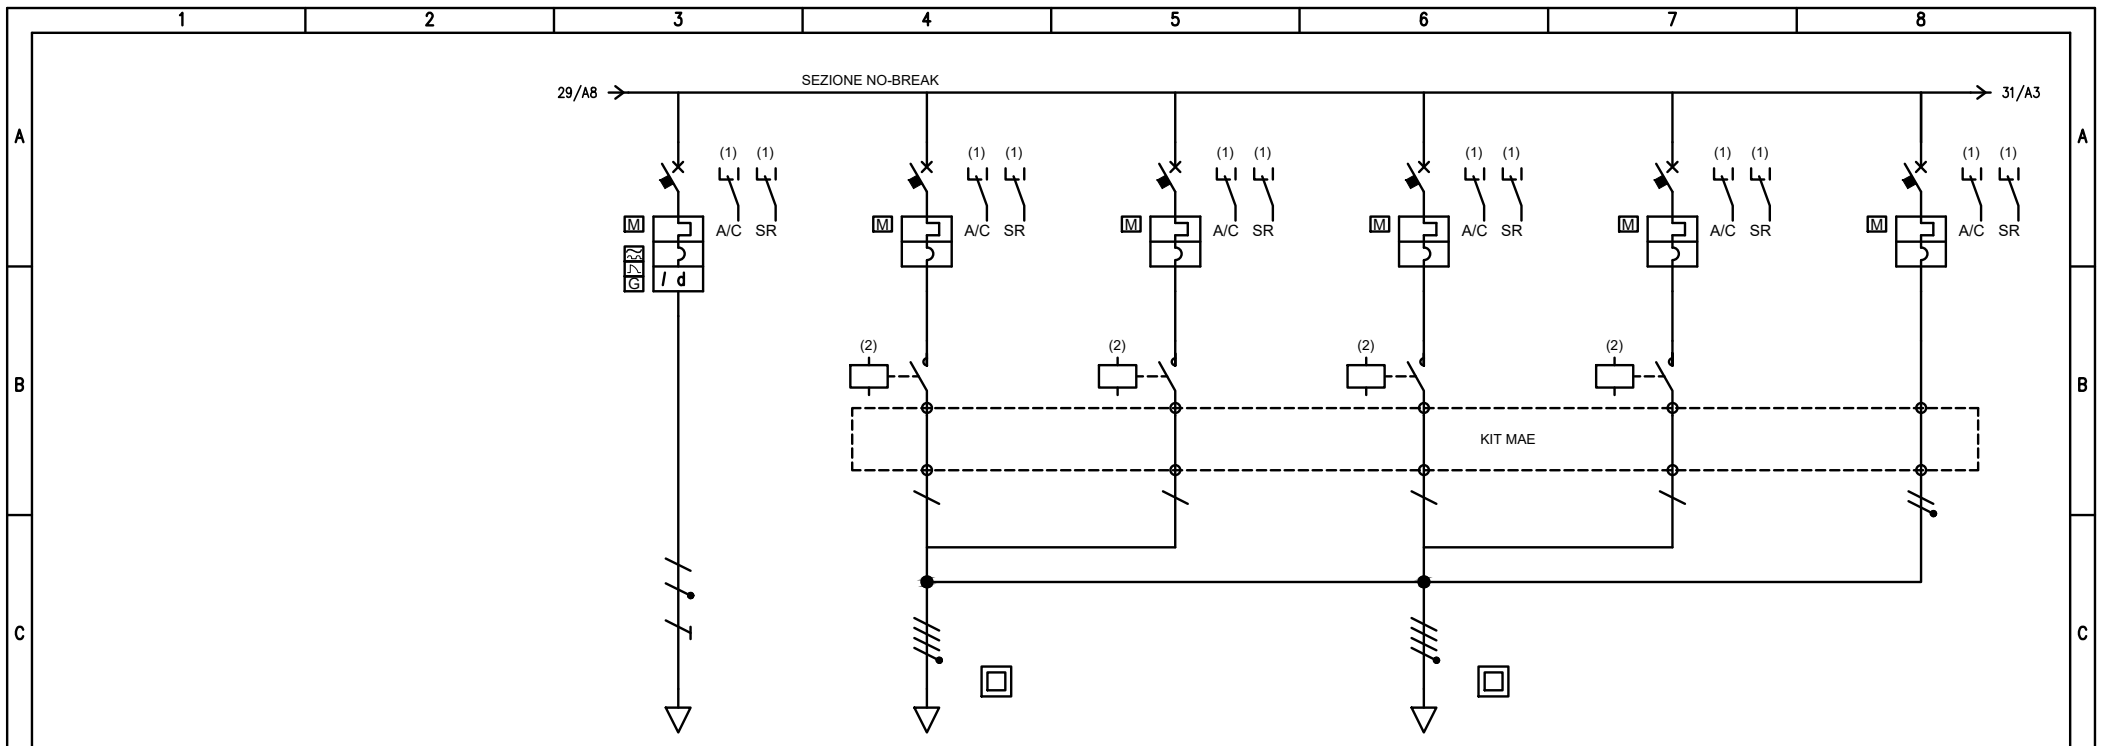 1 2 3 4 5 6 7 8
SEZIONE NO-BREAK
29/A8 31/A3
A A
(1) (1) (1) (1) (1) (1) (1) (1) (1) (1) (1) (1)
M A/C SR M A/C SR M A/C SR M A/C SR M A/C SR M A/C SR
G I d
(2) (2) (2) (2)
B B
KIT MAE
C C